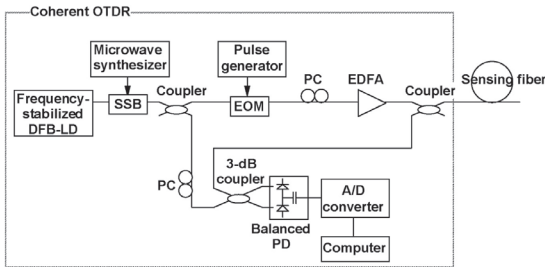 Coherent OTDR
Microwave
synthesizer
Pulse
generator
PC
EDFA
Sensing fiber
Frequency-
stabilized
DFB-LD
SSB
Coupler
EOM
Coupler
PC
3-dB
coupler
Balanced
PD
A/D
converter
Computer